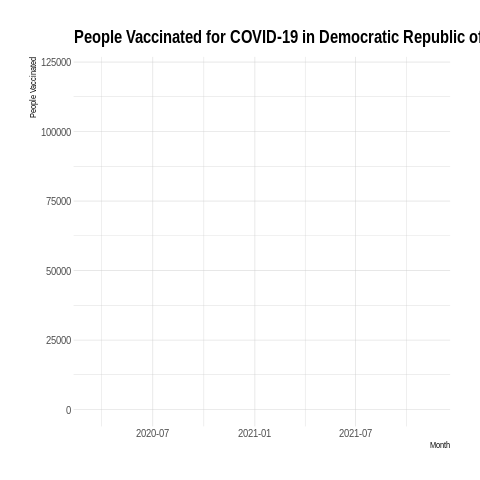 People Vaccinated for COVID-19 in Democratic Republic of
People Vaccinated
125000
100000
75000
50000
25000
0
2020-07 2021-01 2021-07
Month